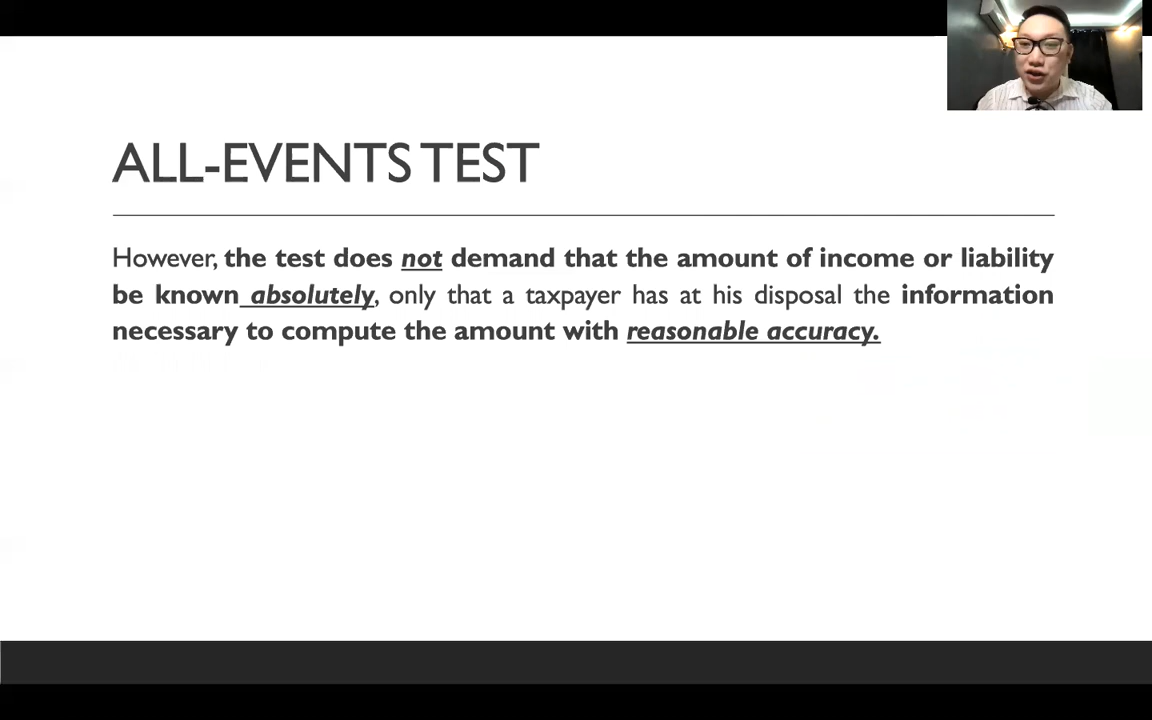 ALL-EVENTS TEST
However, the test does not demand that the amount of income or liability
be known absolutely, only that a taxpayer has at his disposal the information
necessary to compute the amount with reasonable accuracy.